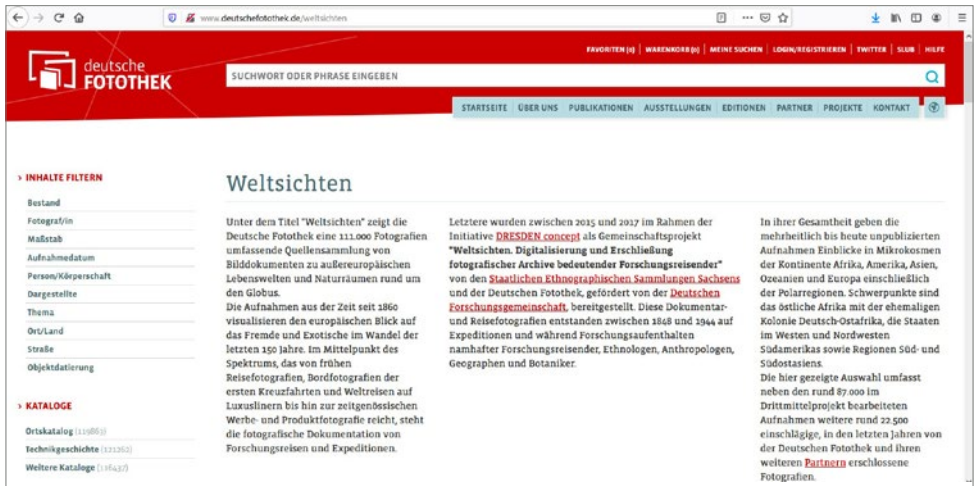 www.deutschefotothek.de/weltsichten
FAVORITEN (0) | WARENKORB (0) | MEINE SUCHEN | LOGIN/REGISTRIEREN | TWITTER | SLUB | HILFE
deutsche
FOTOTHEK
SUCHWORT ODER PHRASE EINGEBEN
STARTSEITE ÜBER UNS PUBLIKATIONEN AUSSTELLUNGEN EDITIONEN PARTNER PROJEKTE KONTAKT
> INHALTE FILTERN
Bestand
Fotograf/in
Maßstab
Aufnahmedatum
Person/Körperschaft
Dargestellte
Thema
Ort/Land
Straße
Objektdatierung
> KATALOGE
Ortskatalog (119863)
Technikgeschichte (121262)
Weitere Kataloge (116437)
Weltsichten
Unter dem Titel "Weltsichten" zeigt die
Deutsche Fotothek eine 111.000 Fotografien
umfassende Quellensammlung von
Bilddokumenten zu außereuropäischen
Lebenswelten und Naturräumen rund um
den Globus.
Die Aufnahmen aus der Zeit seit 1860
visualisieren den europäischen Blick auf
das Fremde und Exotische im Wandel der
letzten 150 Jahre. Im Mittelpunkt des
Spektrums, das von frühen
Reisefotografien, Bordfotografien der
ersten Kreuzfahrten und Weltreisen auf
Luxuslinern bis hin zur zeitgenössischen
Werbe- und Produktfotografie reicht, steht
die fotografische Dokumentation von
Forschungsreisen und Expeditionen.
Letztere wurden zwischen 2015 und 2017 im Rahmen der
Initiative DRESDEN concept als Gemeinschaftsprojekt
"Weltsichten. Digitalisierung und Erschließung
fotografischer Archive bedeutender Forschungsreisender"
von den Staatlichen Ethnographischen Sammlungen Sachsens
und der Deutschen Fotothek, gefördert von der Deutschen
Forschungsgemeinschaft, bereitgestellt. Diese Dokumentar-
und Reisefotografien entstanden zwischen 1848 und 1944 auf
Expeditionen und während Forschungsaufenthalten
namhafter Forschungsreisender, Ethnologen, Anthropologen,
Geographen und Botaniker.
In ihrer Gesamtheit geben die
mehrheitlich bis heute unpublizierten
Aufnahmen Einblicke in Mikrokosmen
der Kontinente Afrika, Amerika, Asien,
Ozeanien und Europa einschließlich
der Polarregionen. Schwerpunkte sind
das östliche Afrika mit der ehemaligen
Kolonie Deutsch-Ostafrika, die Staaten
im Westen und Nordwesten
Südamerikas sowie Regionen Süd- und
Südostasiens.
Die hier gezeigte Auswahl umfasst
neben den rund 87.000 im
Drittmittelprojekt bearbeiteten
Aufnahmen weitere rund 22.500
einschlägige, in den letzten Jahren von
der Deutschen Fotothek und ihren
weiteren Partnern erschlossene
Fotografien.